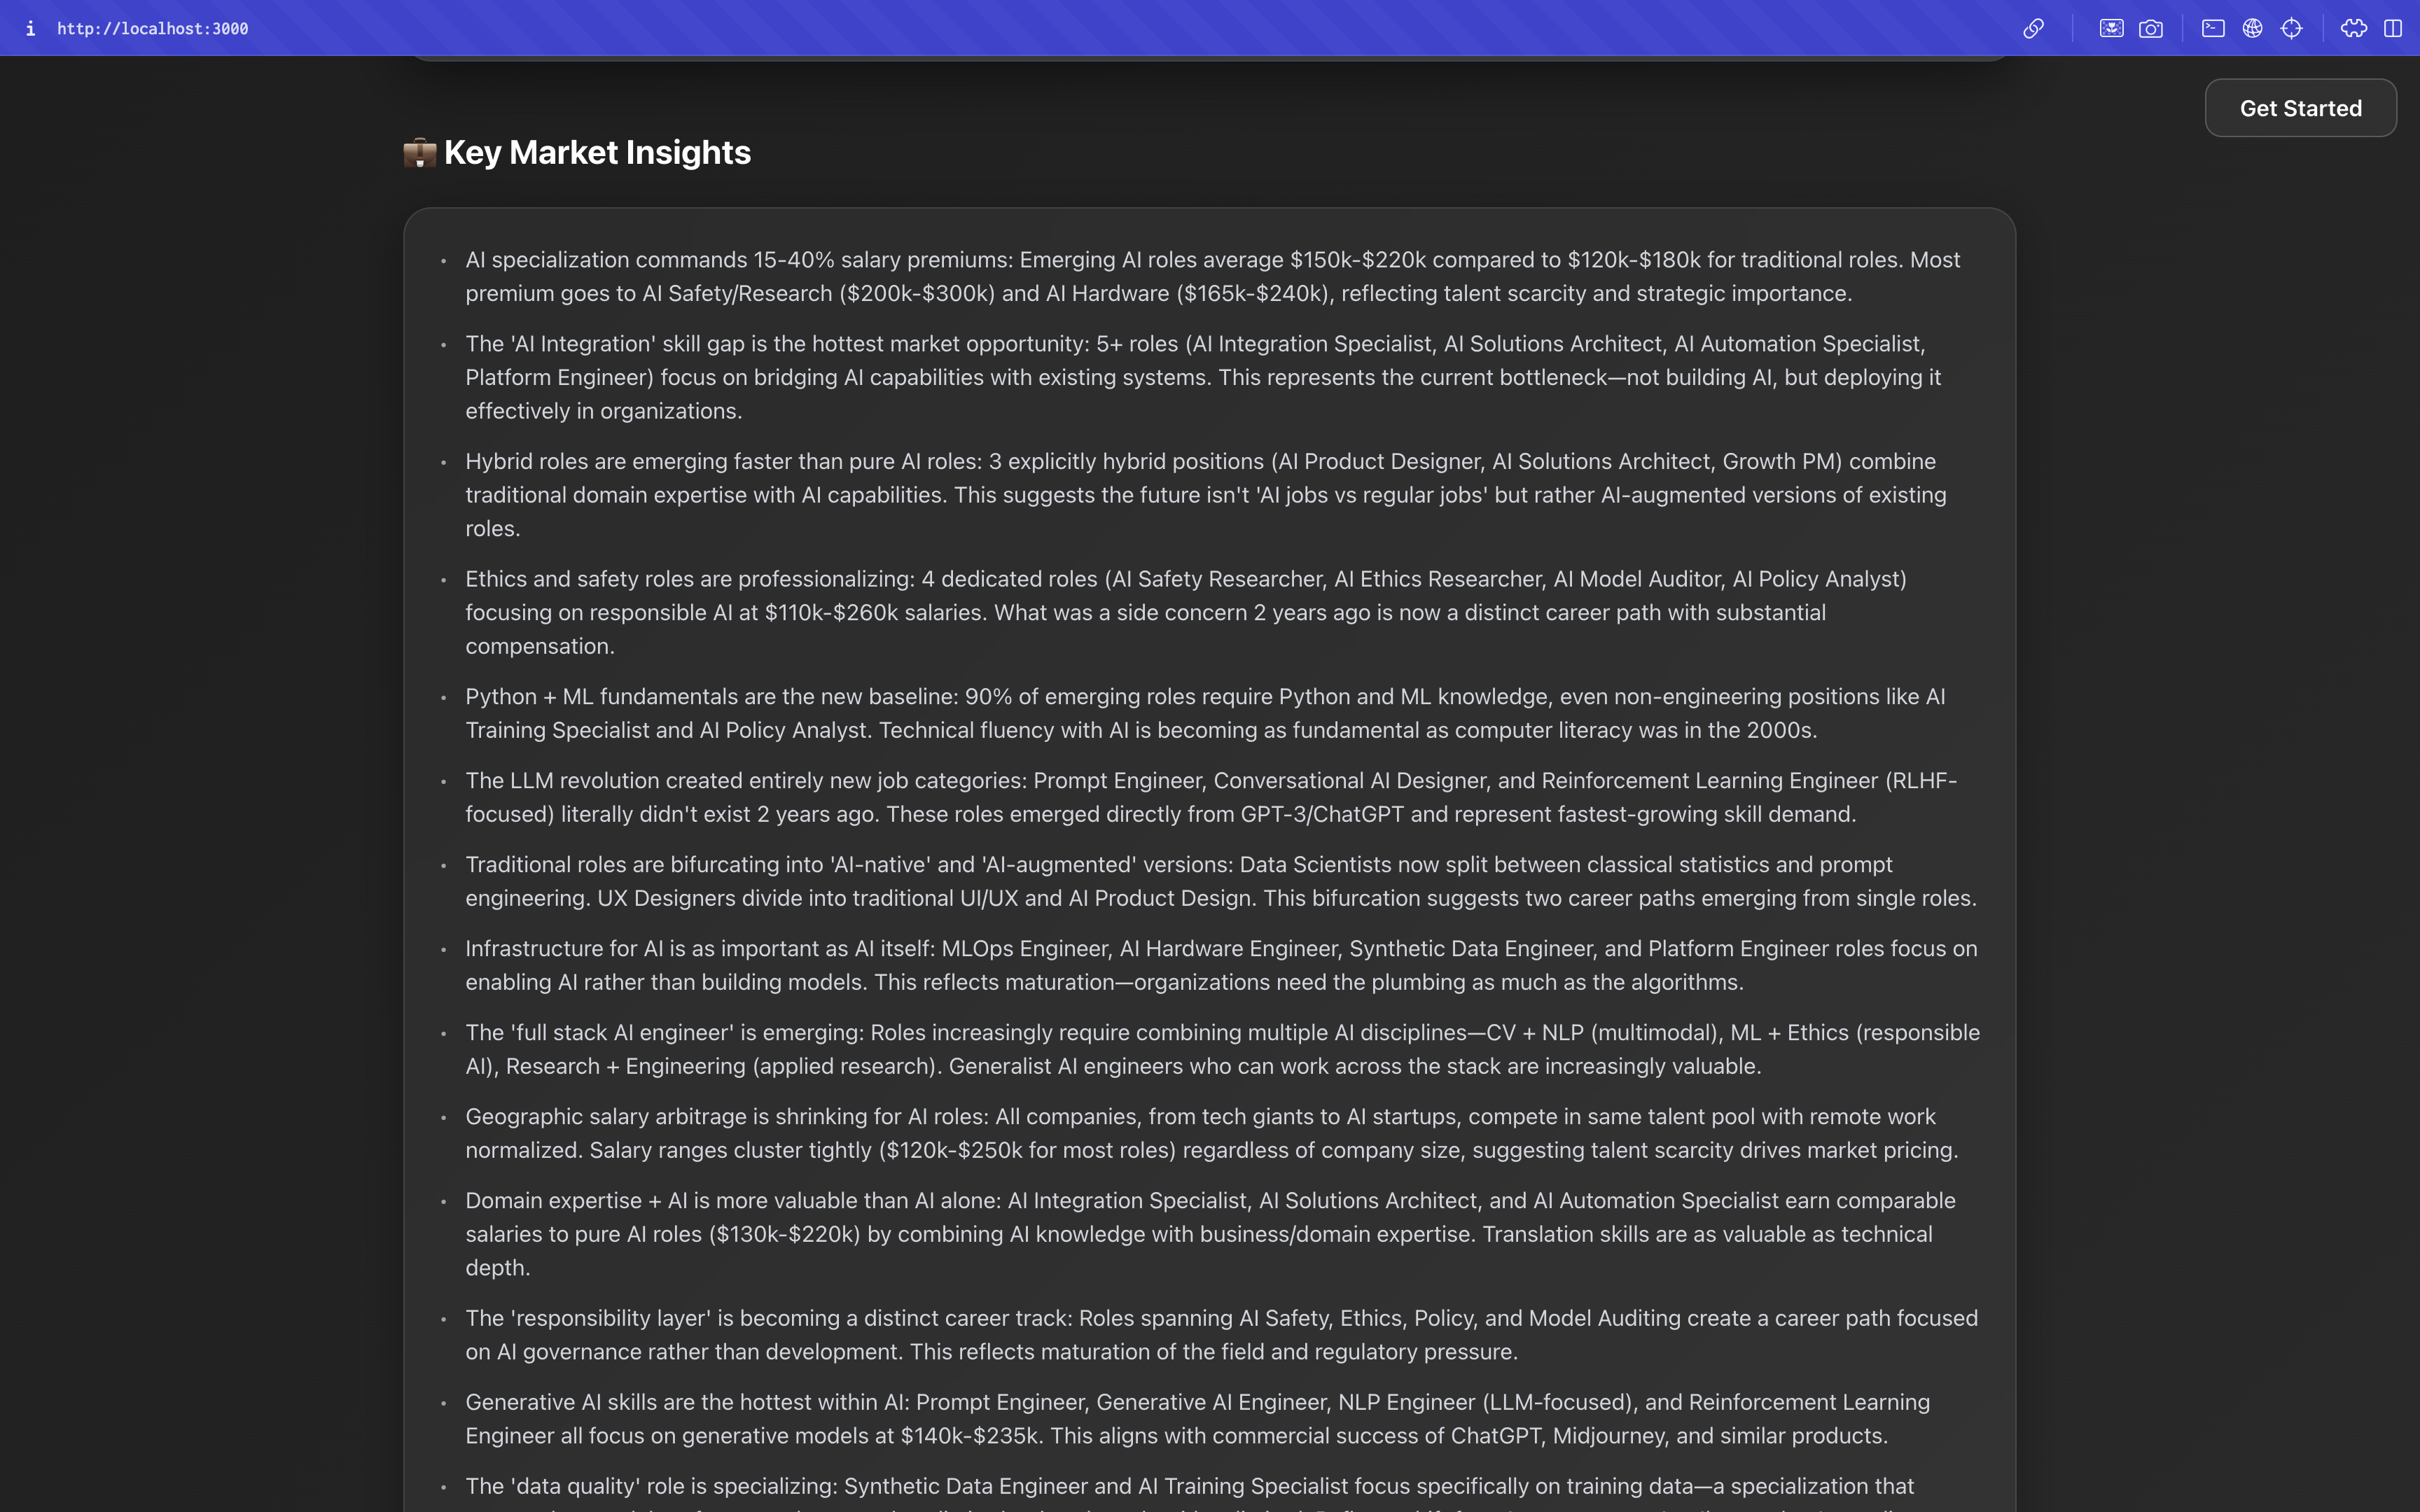 http://localhost:3000
Get Started
Key Market Insights
• AI specialization commands 15-40% salary premiums: Emerging AI roles average $150k-$220k compared to $120k-$180k for traditional roles. Most
premium goes to AI Safety/Research ($200k-$300k) and AI Hardware ($165k-$240k), reflecting talent scarcity and strategic importance.
• The 'AI Integration' skill gap is the hottest market opportunity: 5+ roles (AI Integration Specialist, AI Solutions Architect, AI Automation Specialist,
Platform Engineer) focus on bridging AI capabilities with existing systems. This represents the current bottleneck—not building AI, but deploying it
effectively in organizations.
• Hybrid roles are emerging faster than pure AI roles: 3 explicitly hybrid positions (AI Product Designer, AI Solutions Architect, Growth PM) combine
traditional domain expertise with AI capabilities. This suggests the future isn't 'AI jobs vs regular jobs' but rather AI-augmented versions of existing
roles.
• Ethics and safety roles are professionalizing: 4 dedicated roles (AI Safety Researcher, AI Ethics Researcher, AI Model Auditor, AI Policy Analyst)
focusing on responsible AI at $110k-$260k salaries. What was a side concern 2 years ago is now a distinct career path with substantial
compensation.
• Python + ML fundamentals are the new baseline: 90% of emerging roles require Python and ML knowledge, even non-engineering positions like AI
Training Specialist and AI Policy Analyst. Technical fluency with AI is becoming as fundamental as computer literacy was in the 2000s.
• The LLM revolution created entirely new job categories: Prompt Engineer, Conversational AI Designer, and Reinforcement Learning Engineer (RLHF-
focused) literally didn't exist 2 years ago. These roles emerged directly from GPT-3/ChatGPT and represent fastest-growing skill demand.
• Traditional roles are bifurcating into 'AI-native' and 'AI-augmented' versions: Data Scientists now split between classical statistics and prompt
engineering. UX Designers divide into traditional UI/UX and AI Product Design. This bifurcation suggests two career paths emerging from single roles.
• Infrastructure for AI is as important as AI itself: MLOps Engineer, AI Hardware Engineer, Synthetic Data Engineer, and Platform Engineer roles focus on
enabling AI rather than building models. This reflects maturation—organizations need the plumbing as much as the algorithms.
• The 'full stack AI engineer' is emerging: Roles increasingly require combining multiple AI disciplines—CV + NLP (multimodal), ML + Ethics (responsible
AI), Research + Engineering (applied research). Generalist AI engineers who can work across the stack are increasingly valuable.
• Geographic salary arbitrage is shrinking for AI roles: All companies, from tech giants to AI startups, compete in same talent pool with remote work
normalized. Salary ranges cluster tightly ($120k-$250k for most roles) regardless of company size, suggesting talent scarcity drives market pricing.
• Domain expertise + AI is more valuable than AI alone: AI Integration Specialist, AI Solutions Architect, and AI Automation Specialist earn comparable
salaries to pure AI roles ($130k-$220k) by combining AI knowledge with business/domain expertise. Translation skills are as valuable as technical
depth.
• The 'responsibility layer' is becoming a distinct career track: Roles spanning AI Safety, Ethics, Policy, and Model Auditing create a career path focused
on AI governance rather than development. This reflects maturation of the field and regulatory pressure.
• Generative AI skills are the hottest within AI: Prompt Engineer, Generative AI Engineer, NLP Engineer (LLM-focused), and Reinforcement Learning
Engineer all focus on generative models at $140k-$235k. This aligns with commercial success of ChatGPT, Midjourney, and similar products.
• The 'data quality' role is specializing: Synthetic Data Engineer and AI Training Specialist focus specifically on training data—a specialization that